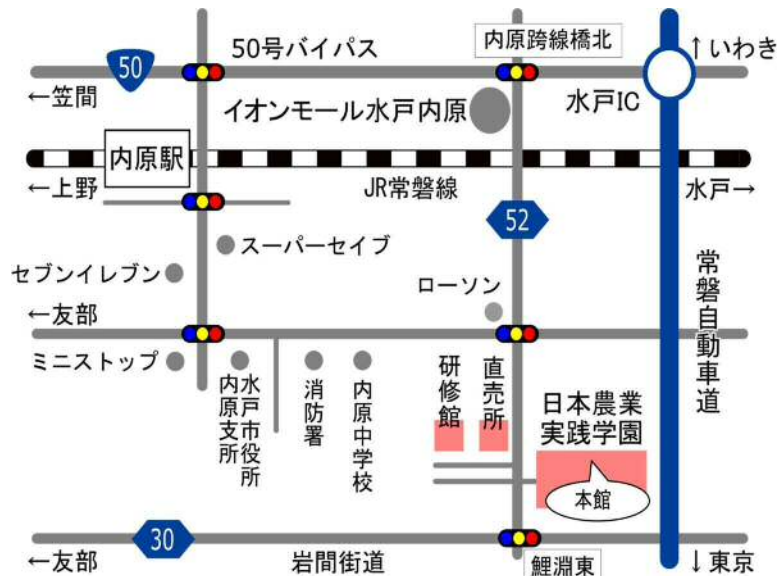 50号バイパス
内原跨線橋北
↑いわき
50
←笠間
イオンモール水戸内原
水戸IC
内原駅
←上野
JR常磐線
水戸→
52
スーパーセイブ
セブンイレブン
ローソン
常磐自動車道
←友部
ミニストップ
水戸市役所
内原支所
消防署
内原中学校
研修館
直売所
日本農業
実践学園
本館
30
←友部
岩間街道
鯉淵東
↓東京